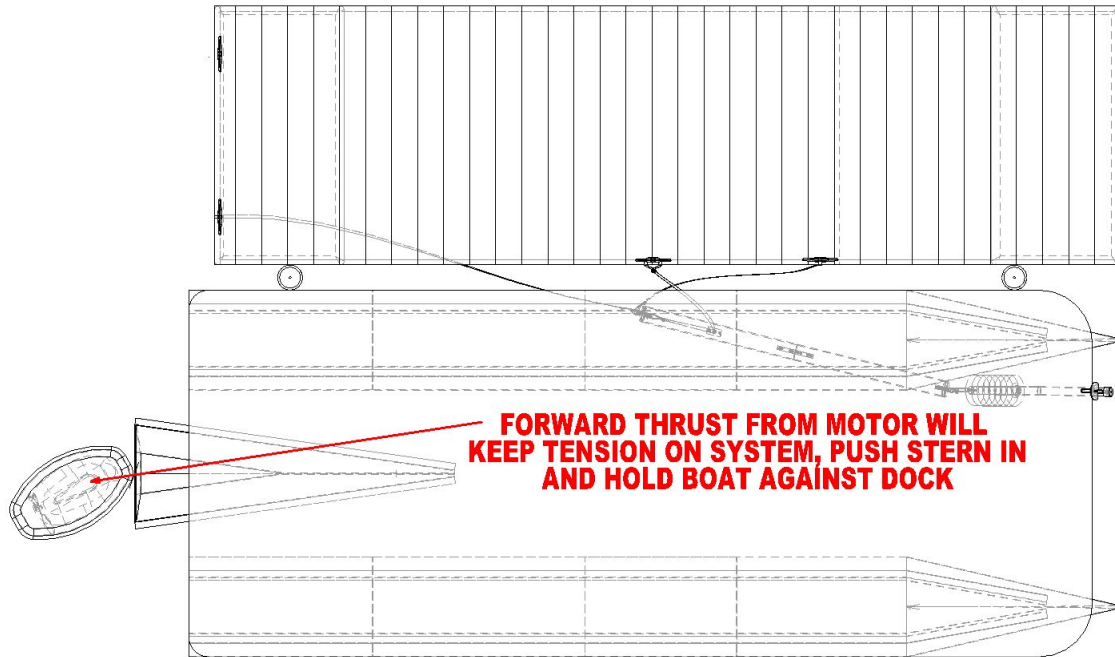 FORWARD THRUST FROM MOTOR WILL
KEEP TENSION ON SYSTEM, PUSH STERN IN
AND HOLD BOAT AGAINST DOCK